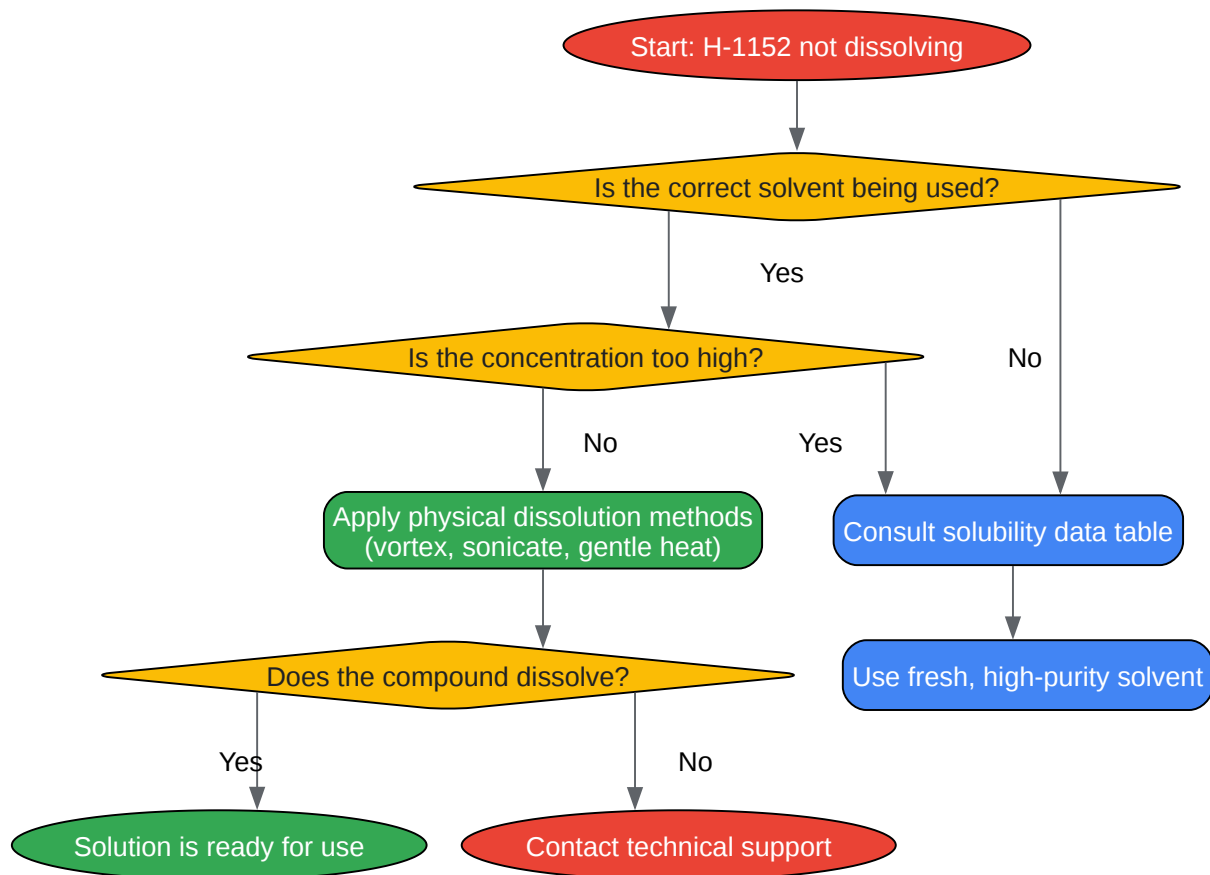 Start: H-1152 not dissolving
Is the correct solvent being used?
Yes
Is the concentration too high?
No
No
Yes
Apply physical dissolution methods
(vortex, sonicate, gentle heat)
Consult solubility data table
Does the compound dissolve?
Use fresh, high-purity solvent
Yes
No
Solution is ready for use
Contact technical support